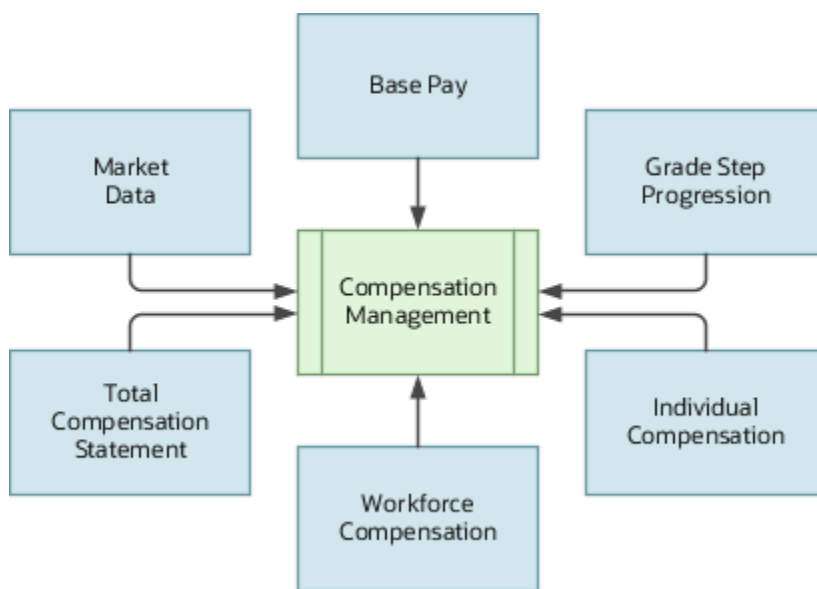 Base Pay
Market
Data
Grade Step
Progression
Compensation
Management
Total
Compensation
Statement
Individual
Compensation
Workforce
Compensation